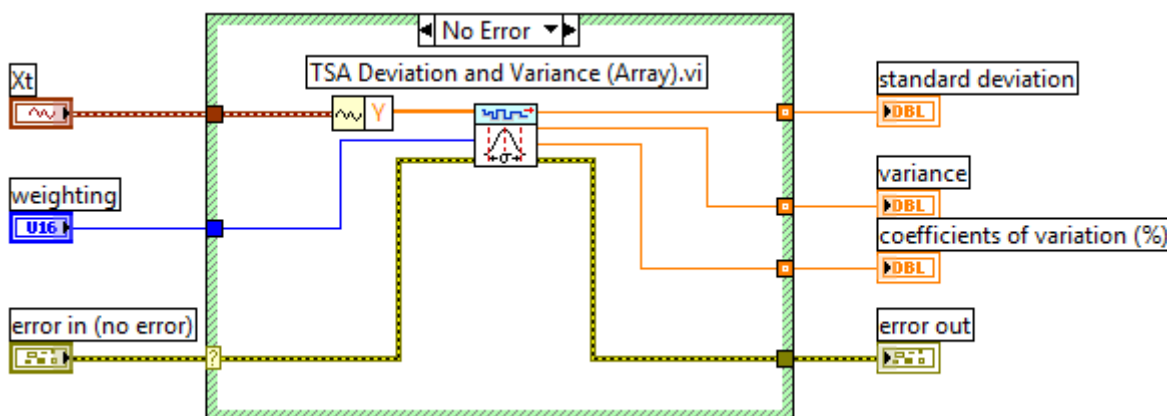 No Error
TSA Deviation and Variance (Array).vi
Xt
standard deviation
Y
DBL
σ
weighting
variance
U16
DBL
coefficients of variation (%)
DBL
error in (no error)
error out
?